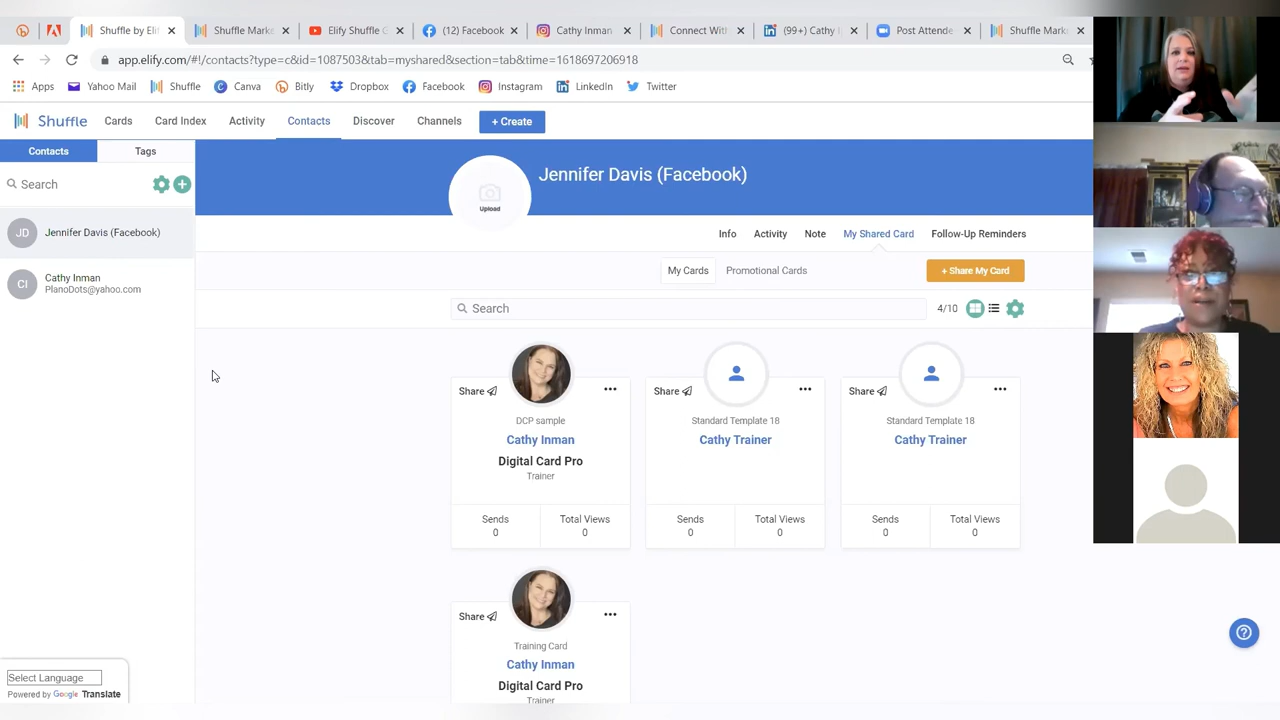 Shuffle by Eli
Shuffle Mark
Elify Shuffle
(12) Facebook
Cathy Inman
Connect With
(99+) Cathy
Post Attende
Shuffle Mark
app.elify.com/#!/contacts?type=c&id=1087503&tab=myshared&section=tab&time=1618697206918
Apps
Yahoo Mail
Shuffle
Canva
Bitly
Dropbox
Facebook
Instagram
LinkedIn
Twitter
Shuffle
Cards
Card Index
Activity
Contacts
Discover
Channels
+ Create
Contacts
Tags
Search
JD
Jennifer Davis (Facebook)
CI
Cathy Inman
PlanoDots@yahoo.com
Upload
Jennifer Davis (Facebook)
Info
Activity
Note
My Shared Card
Follow-Up Reminders
My Cards
Promotional Cards
+ Share My Card
Search
4/10
Share
DCP sample
Cathy Inman
Digital Card Pro
Trainer
Sends
0
Total Views
0
Share
Standard Template 18
Cathy Trainer
Sends
0
Total Views
0
Share
Standard Template 18
Cathy Trainer
Sends
0
Total Views
0
Share
Training Card
Cathy Inman
Digital Card Pro
Trainer
Select Language
Powered by Google Translate